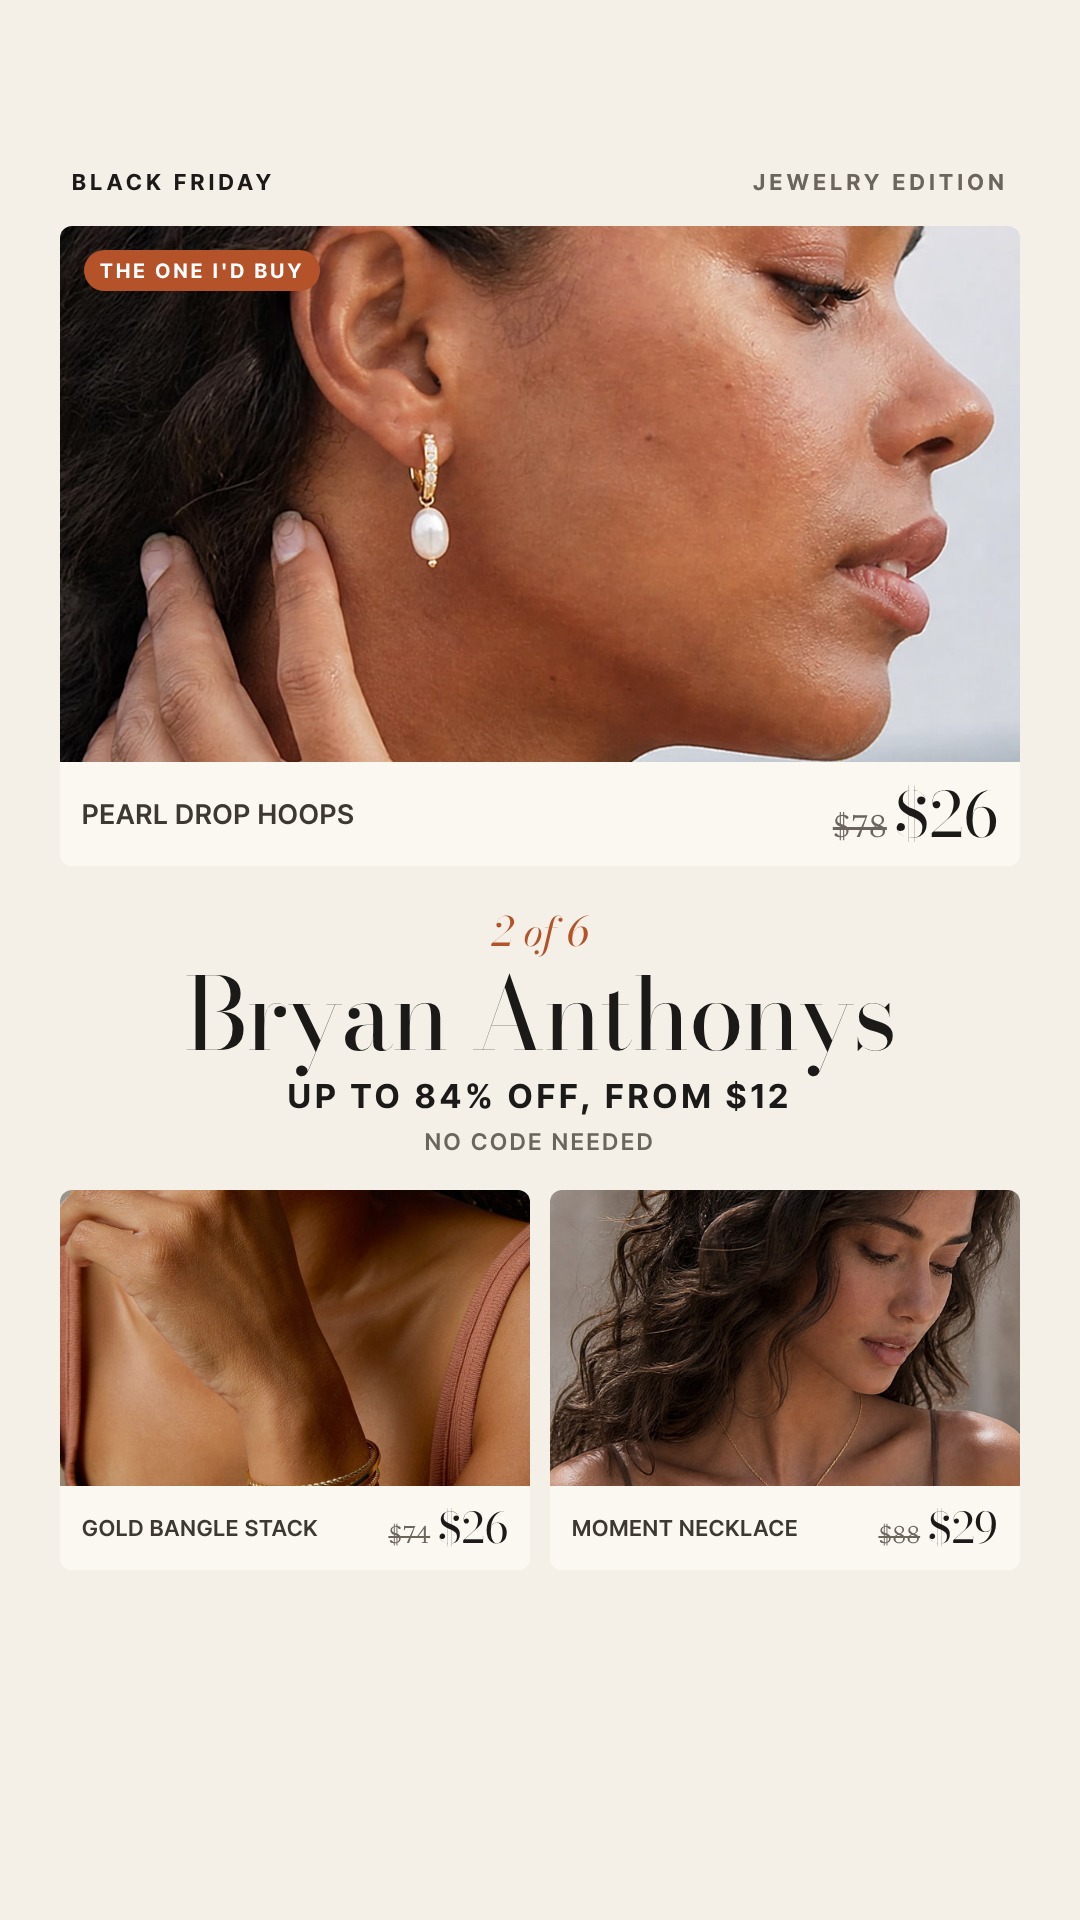 BLACK FRIDAY
JEWELRY EDITION
THE ONE I'D BUY
PEARL DROP HOOPS
$78 $26
2 of 6
Bryan Anthonys
UP TO 84% OFF, FROM $12
NO CODE NEEDED
GOLD BANGLE STACK
$74 $26
MOMENT NECKLACE
$88 $29